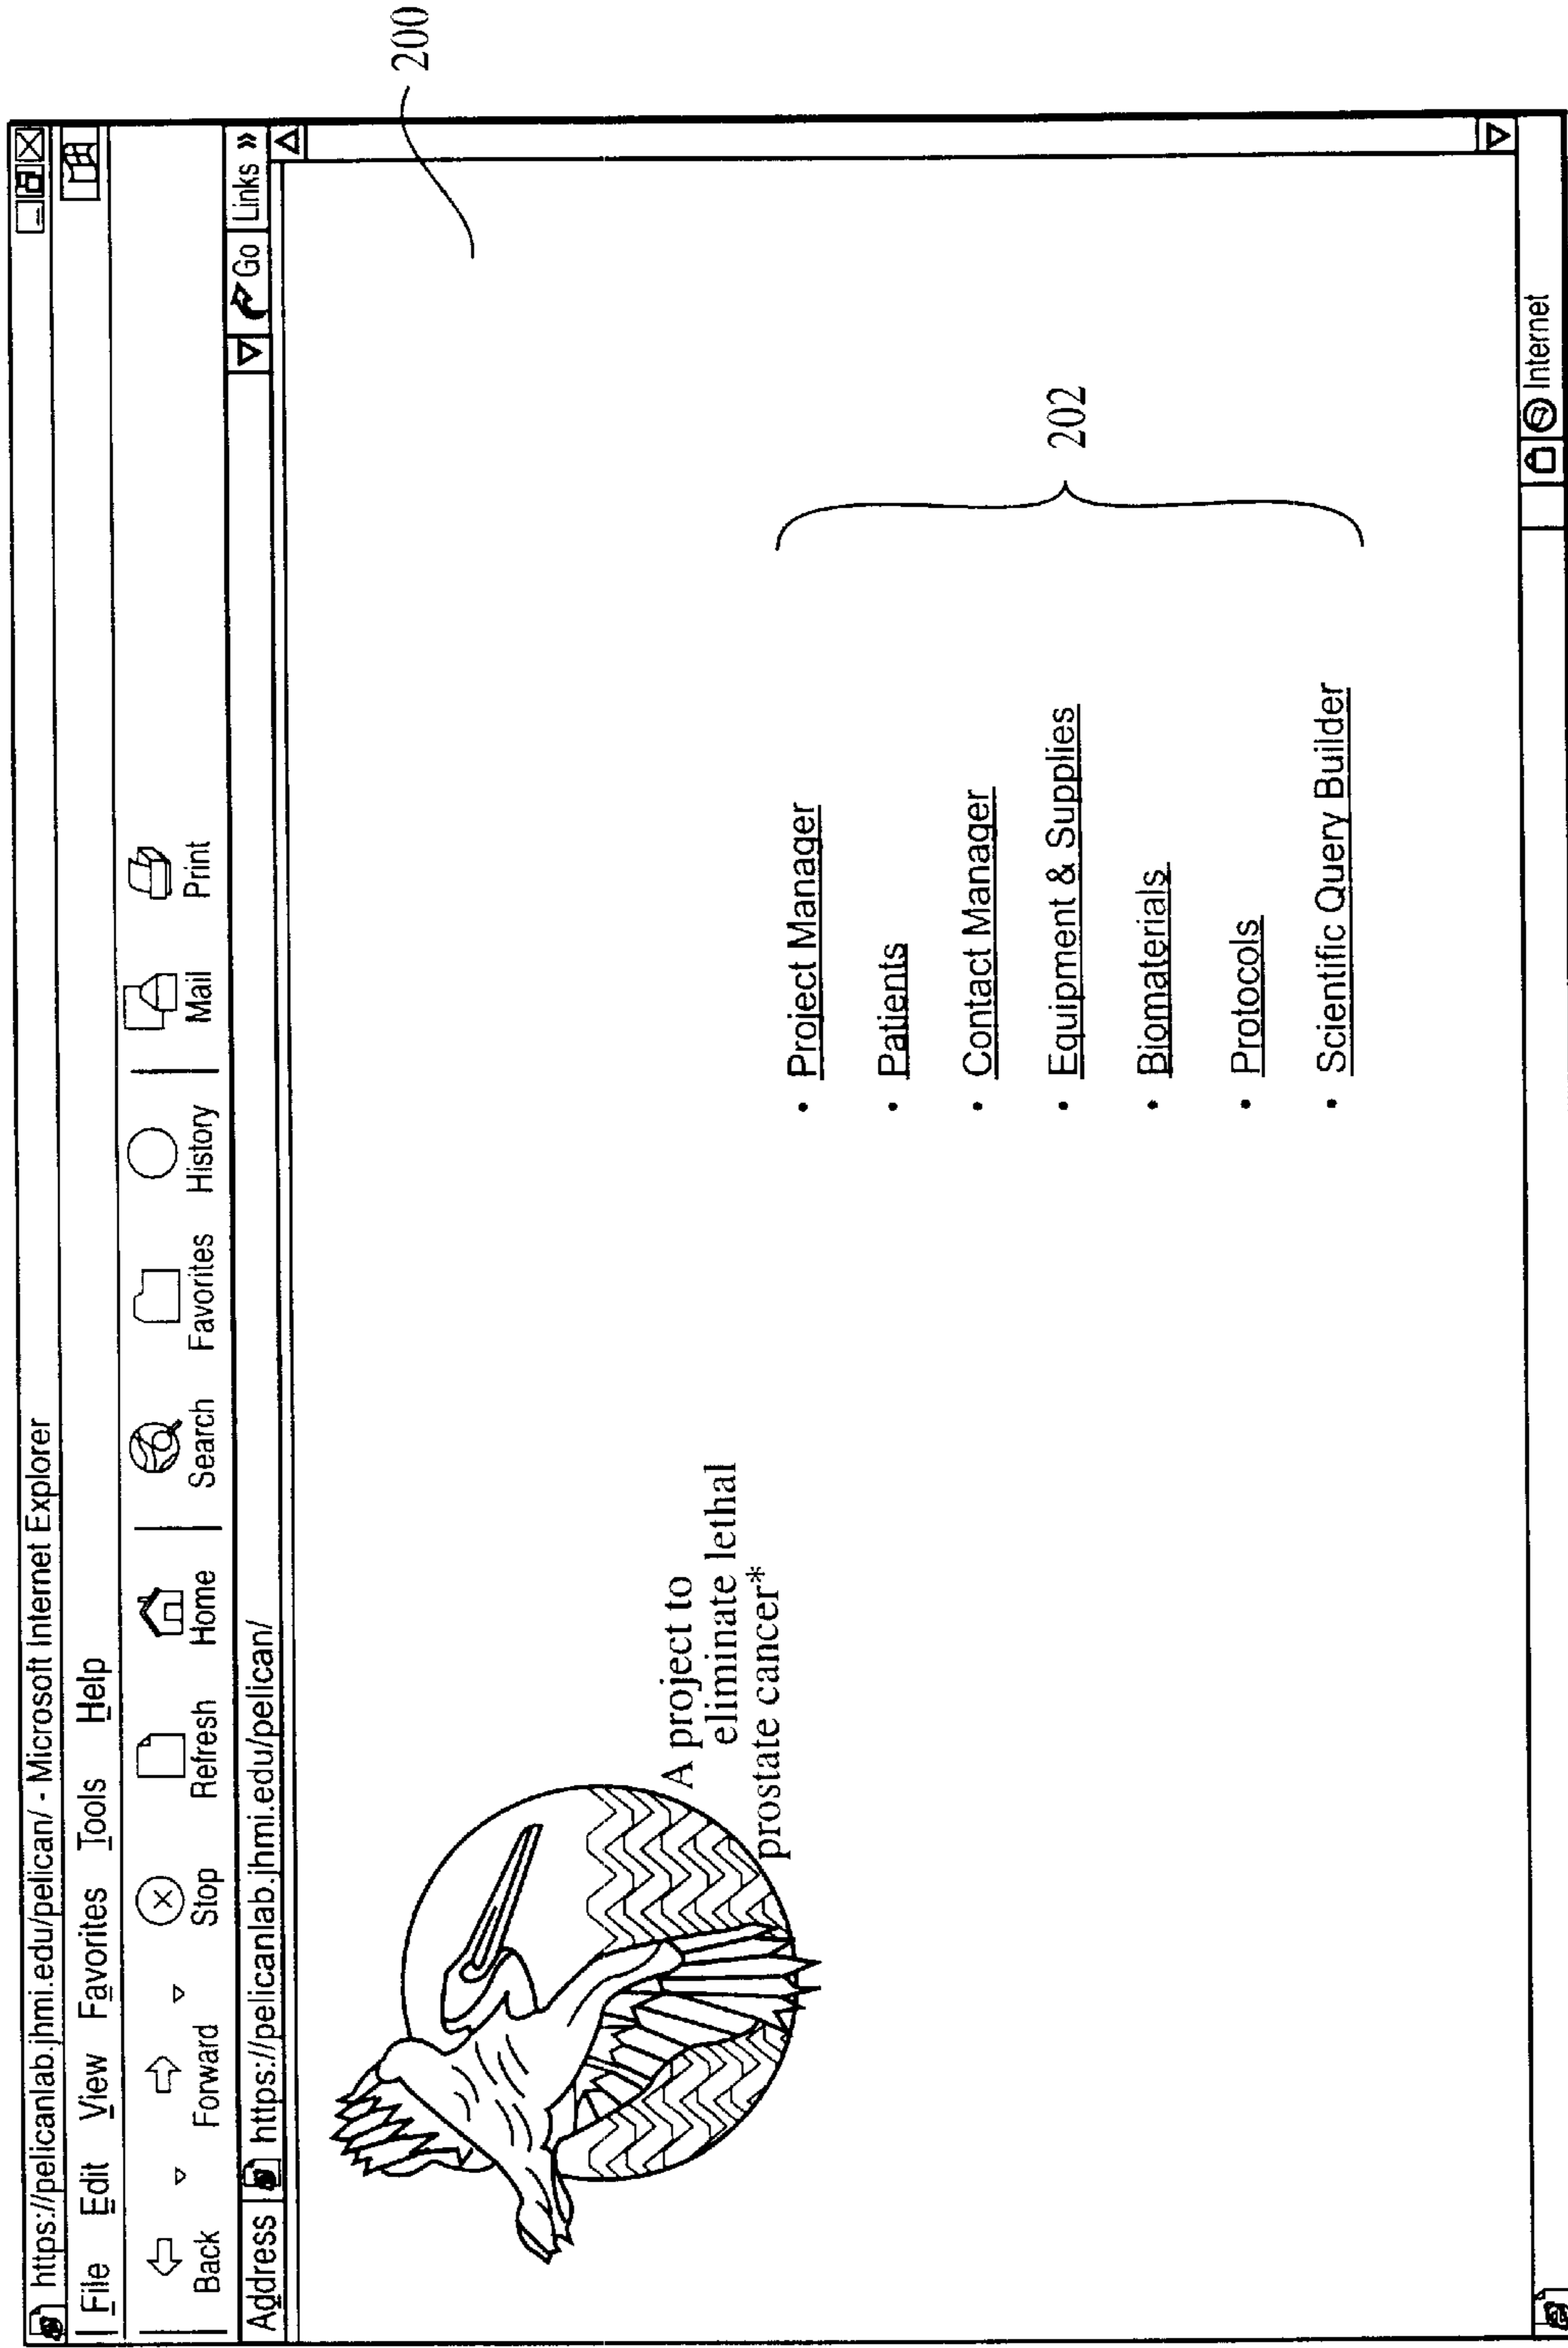 https://pelicanlab.jhmi.edu/pelican/ - Microsoft Internet Explorer
File Edit View Favorites Tools Help
Back Forward Stop Refresh Home Search Favorites History Mail Print
Address https://pelicanlab.jhmi.edu/pelican/ Go Links »
200
A project to
eliminate lethal
prostate cancer*
• Project Manager
• Patients
• Contact Manager
• Equipment & Supplies
• Biomaterials
• Protocols
• Scientific Query Builder
202
Internet